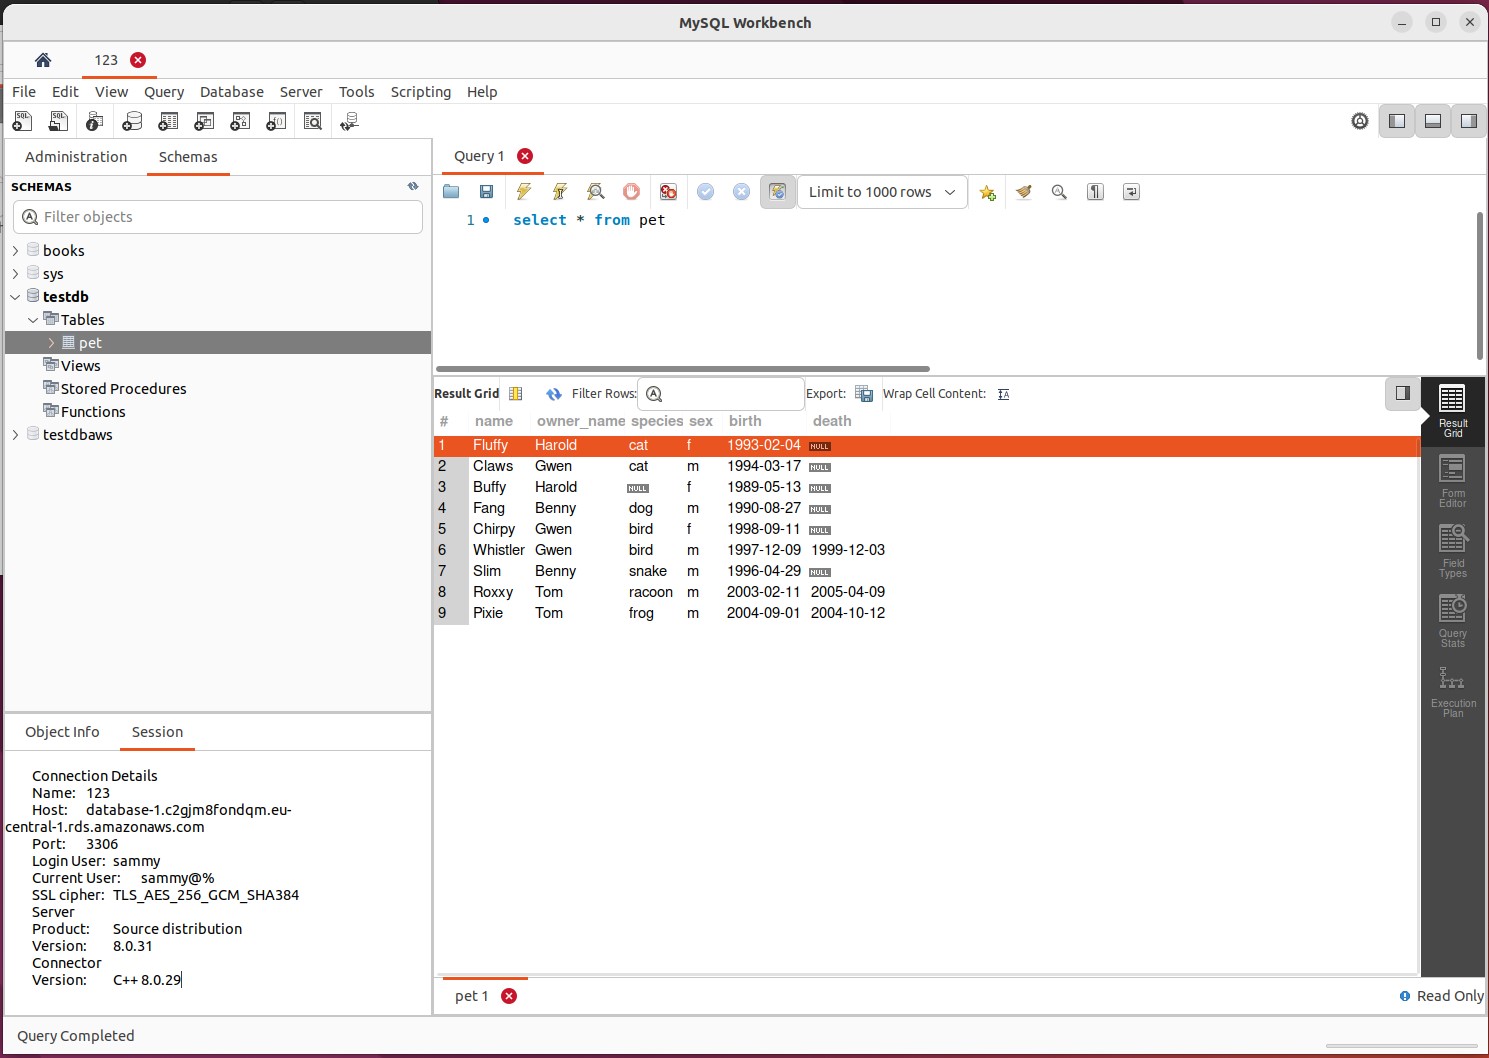 MySQL Workbench
123
File Edit View Query Database Server Tools Scripting Help
Administration Schemas
SCHEMAS
Filter objects
books
sys
testdb
Tables
pet
Views
Stored Procedures
Functions
testdbaws
Object Info Session
Connection Details
Name: 123
Host: database-1.c2gjm8fondqm.eu-
central-1.rds.amazonaws.com
Port: 3306
Login User: sammy
Current User: sammy@%
SSL cipher: TLS_AES_256_GCM_SHA384
Server
Product: Source distribution
Version: 8.0.31
Connector
Version: C++ 8.0.29
Query 1
Limit to 1000 rows
1 select * from pet
Result Grid Filter Rows: Export: Wrap Cell Content:
# name owner_name species sex birth death
1 Fluffy Harold cat f 1993-02-04 NULL
2 Claws Gwen cat m 1994-03-17 NULL
3 Buffy Harold NULL f 1989-05-13 NULL
4 Fang Benny dog m 1990-08-27 NULL
5 Chirpy Gwen bird f 1998-09-11 NULL
6 Whistler Gwen bird m 1997-12-09 1999-12-03
7 Slim Benny snake m 1996-04-29 NULL
8 Roxxy Tom racoon m 2003-02-11 2005-04-09
9 Pixie Tom frog m 2004-09-01 2004-10-12
Result
Grid
Form
Editor
Field
Types
Query
Stats
Execution
Plan
pet 1
Read Only
Query Completed